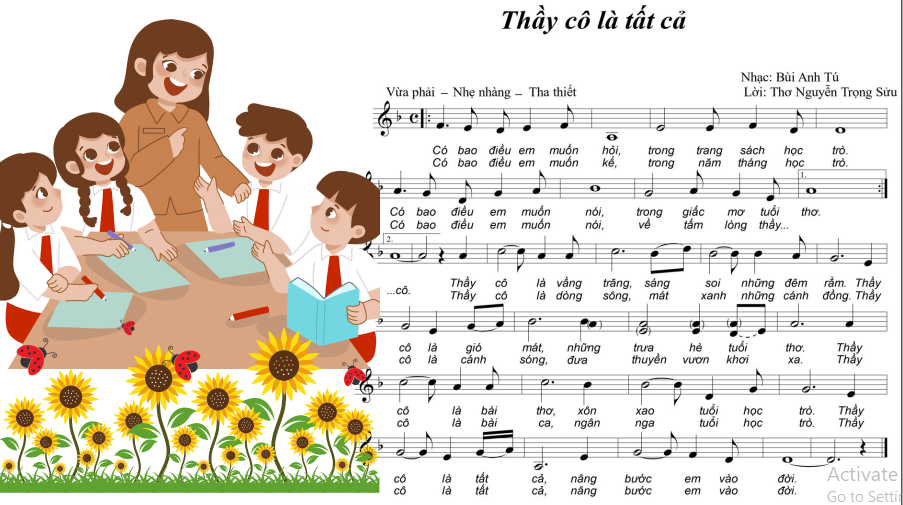 Thầy cô là tất cả
Nhạc: Bùi Anh Tú
Vừa phải – Nhẹ nhàng – Tha thiết
Lời: Thơ Nguyễn Trọng Sửu
Có bao điều em muốn hỏi, trong trang sách học trò.
Có bao điều em muốn kể, trong năm tháng học trò.
1.
Có bao điều em muốn nói, trong giấc mơ tuổi thơ.
Có bao điều em muốn nói, về tấm lòng thầy...
2.
...cô. Thầy cô là vầng trăng, sáng soi những đêm rằm. Thầy
Thầy cô là dòng sông, mát xanh những cánh đồng. Thầy
cô là gió mát, những trưa hè tuổi thơ. Thầy
cô là cánh sóng, đưa thuyền vươn khơi xa. Thầy
cô là bài thơ, xôn xao tuổi học trò. Thầy
cô là bài ca, ngân nga tuổi học trò. Thầy
cô là tất cả, nâng bước em vào đời.
cô là tất cả, nâng bước em vào đời.
Activate
Go to Settin